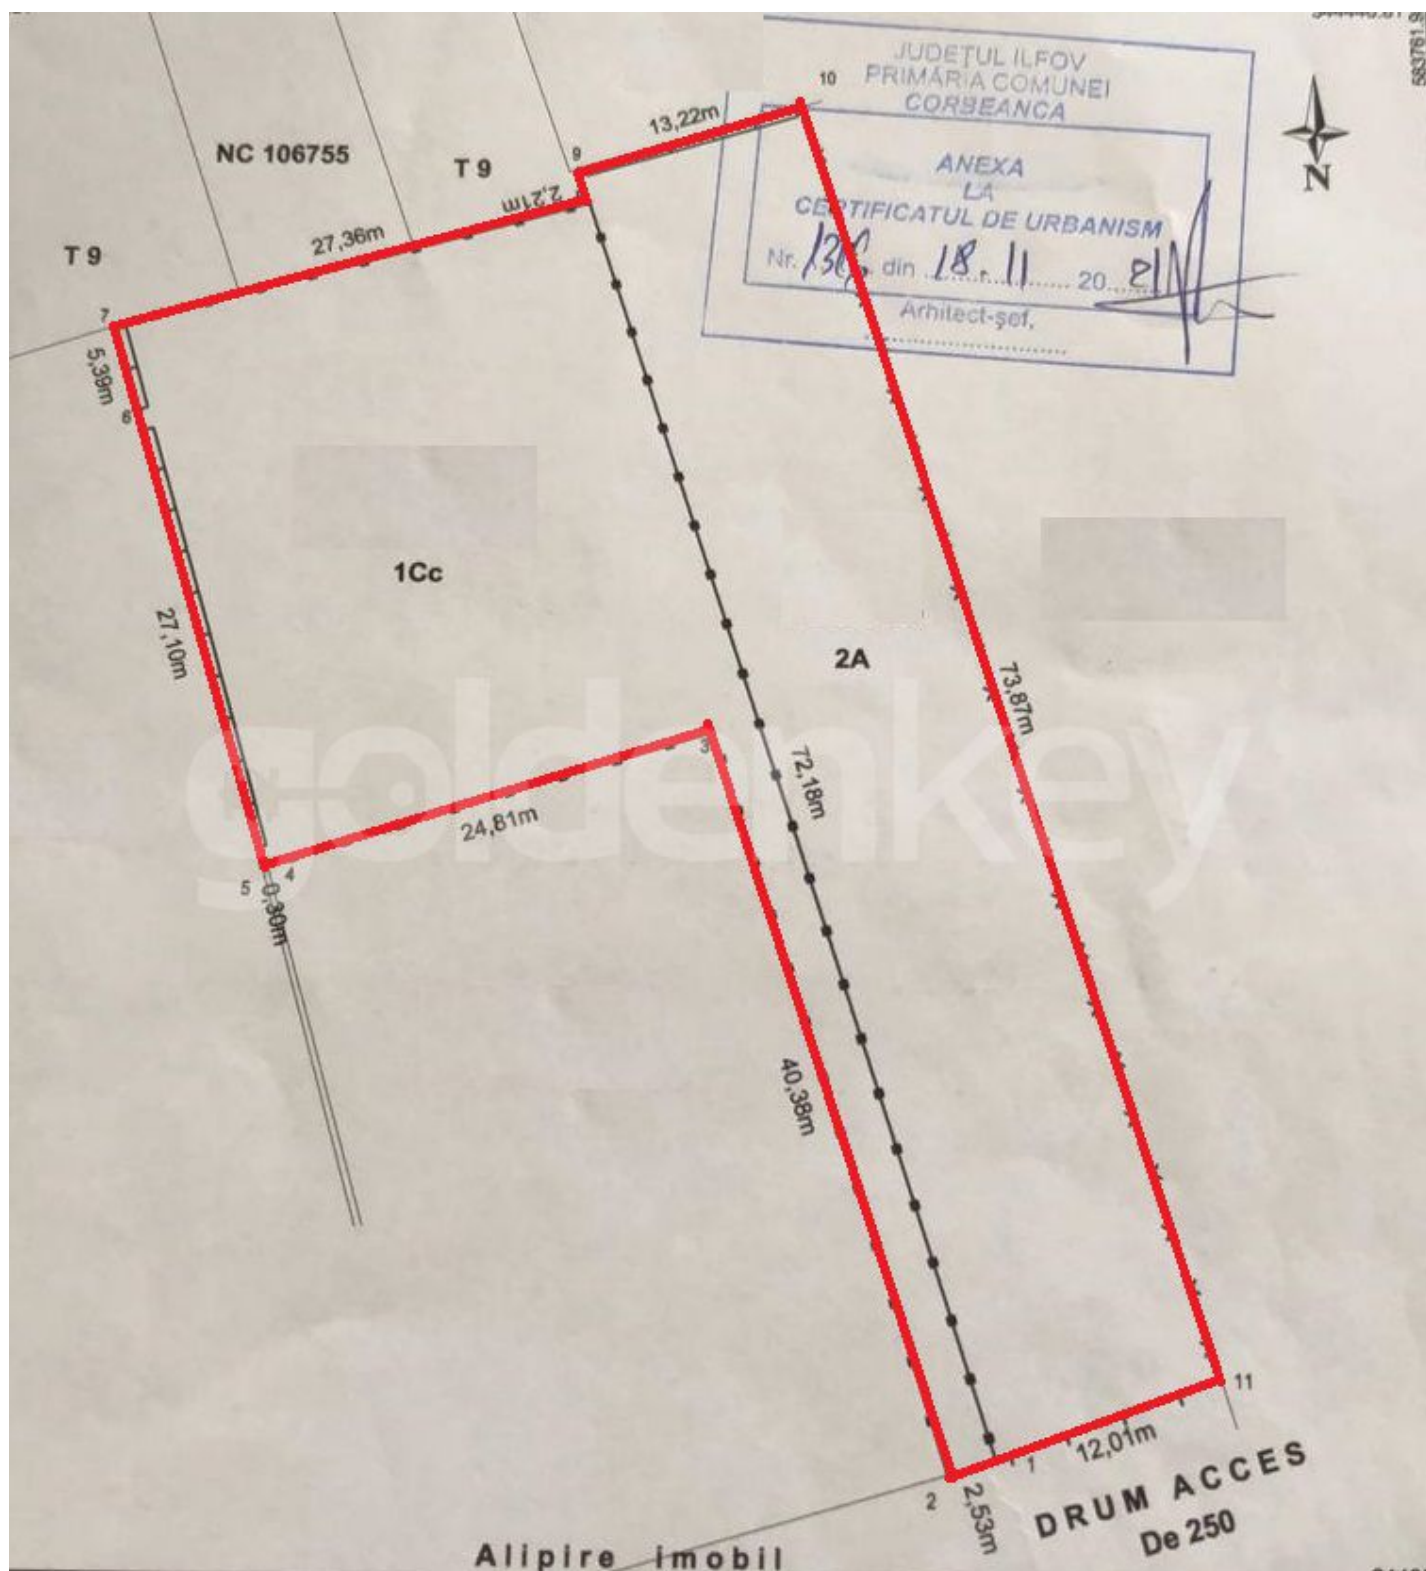 JUDEȚUL ILFOV
PRIMĂRIA COMUNEI
CORBEANCA
ANEXA
LA
CERTIFICATUL DE URBANISM
Nr. din 18.11 20
Arhitect-șef,
N
10
13,22m
9
NC 106755
T 9
2,21m
27,36m
T 9
7
5,39m
6
1Cc
27,10m
2A
73,87m
goldenkey
72,18m
3
24,81m
4
5
0,30m
40,38m
11
12,01m
1
2
2,53m
DRUM ACCES
De 250
Alipire imobil